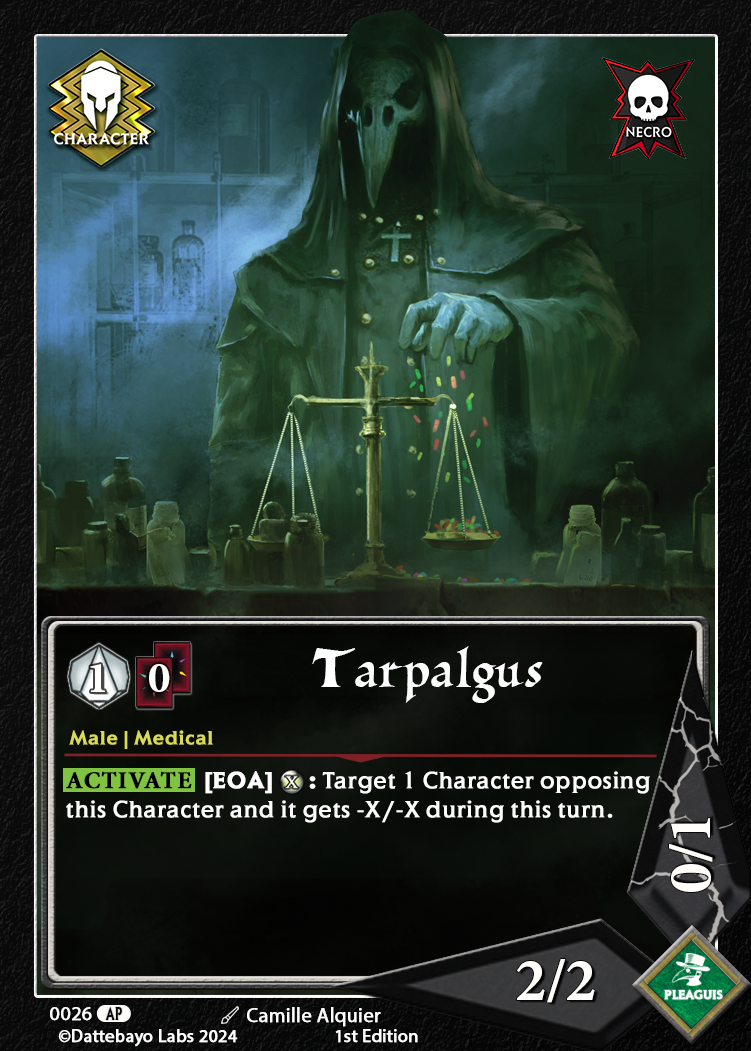 CHARACTER
NECRO
1 0 Tarpalgus
Male | Medical
ACTIVATE [EOA] X : Target 1 Character opposing
this Character and it gets -X/-X during this turn.
0/1
2/2
PLEAGUIS
0026 AP Camille Alquier
©Dattebayo Labs 2024 1st Edition